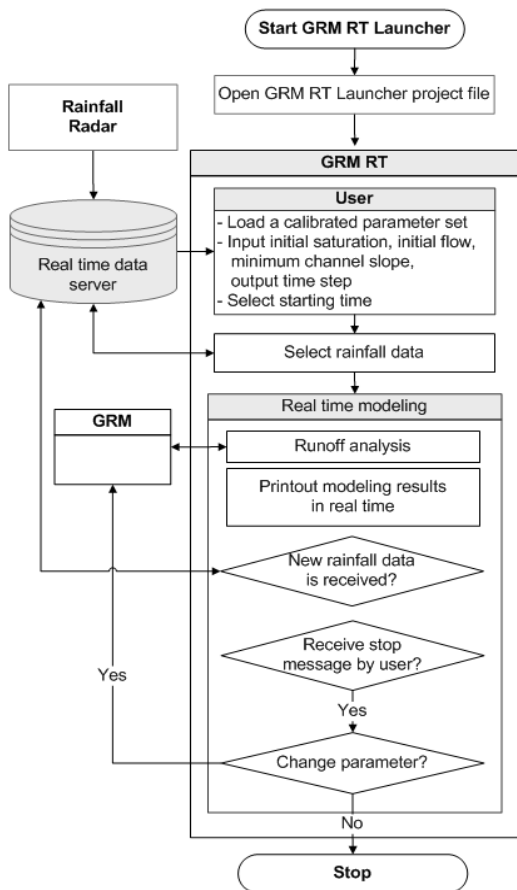 Start GRM RT Launcher
Open GRM RT Launcher project file
Rainfall
Radar
GRM RT
User
- Load a calibrated parameter set
- Input initial saturation, initial flow,
minimum channel slope,
output time step
- Select starting time
Real time data
server
Select rainfall data
Real time modeling
GRM
Runoff analysis
Printout modeling results
in real time
New rainfall data
is received?
Receive stop
message by user?
Yes
Yes
Change parameter?
No
Stop